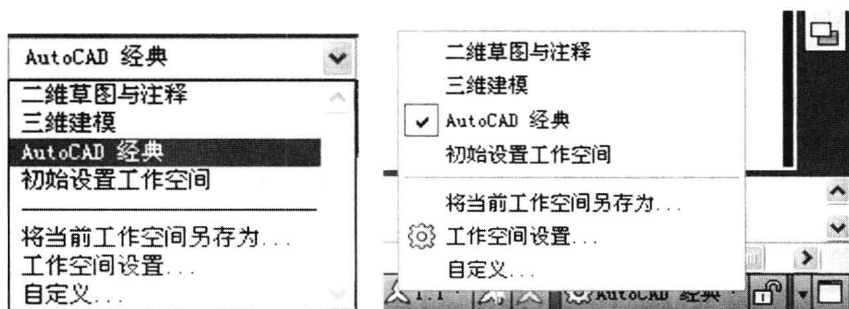 AutoCAD 经典
二维草图与注释
三维建模
AutoCAD 经典
初始设置工作空间
将当前工作空间另存为...
工作空间设置...
自定义...
二维草图与注释
三维建模
AutoCAD 经典
初始设置工作空间
将当前工作空间另存为...
工作空间设置...
自定义...
1:1
AutoCAD 经典